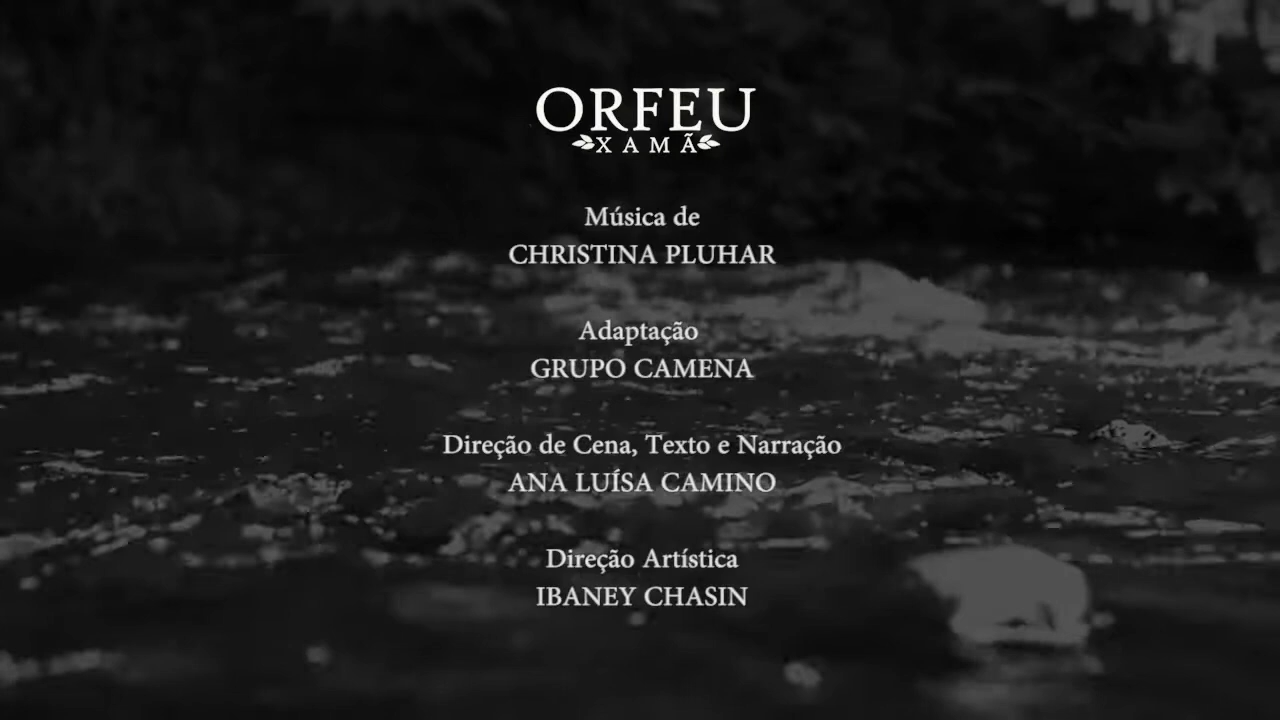 ORFEU
XAMÃ
Música de
CHRISTINA PLUHAR
Adaptação
GRUPO CAMENA
Direção de Cena, Texto e Narração
ANA LUÍSA CAMINO
Direção Artística
IBANEY CHASIN